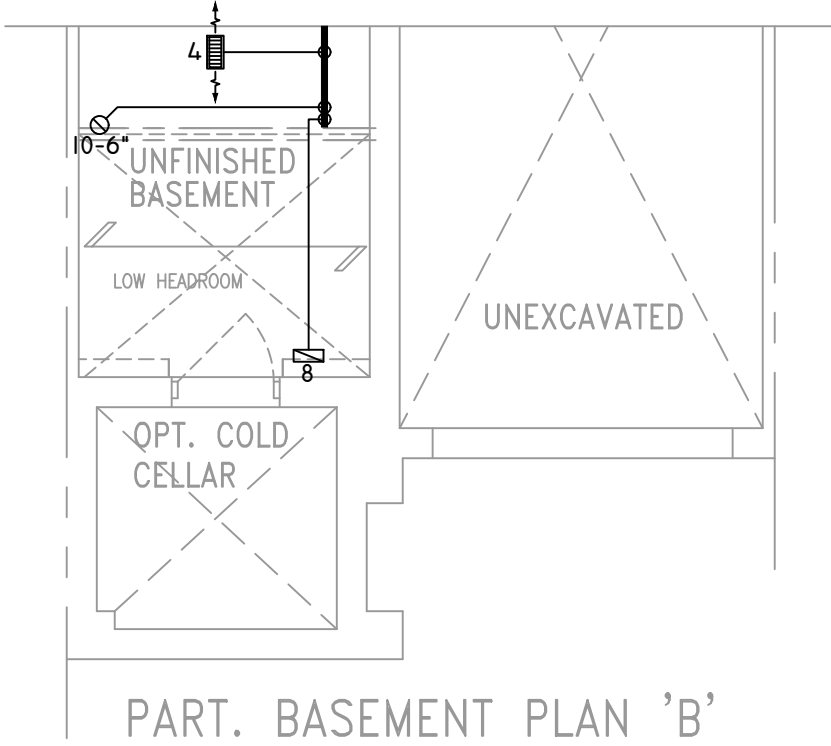 4
10-6"
UNFINISHED
BASEMENT
LOW HEADROOM
UNEXCAVATED
8
OPT. COLD
CELLAR
PART. BASEMENT PLAN 'B'